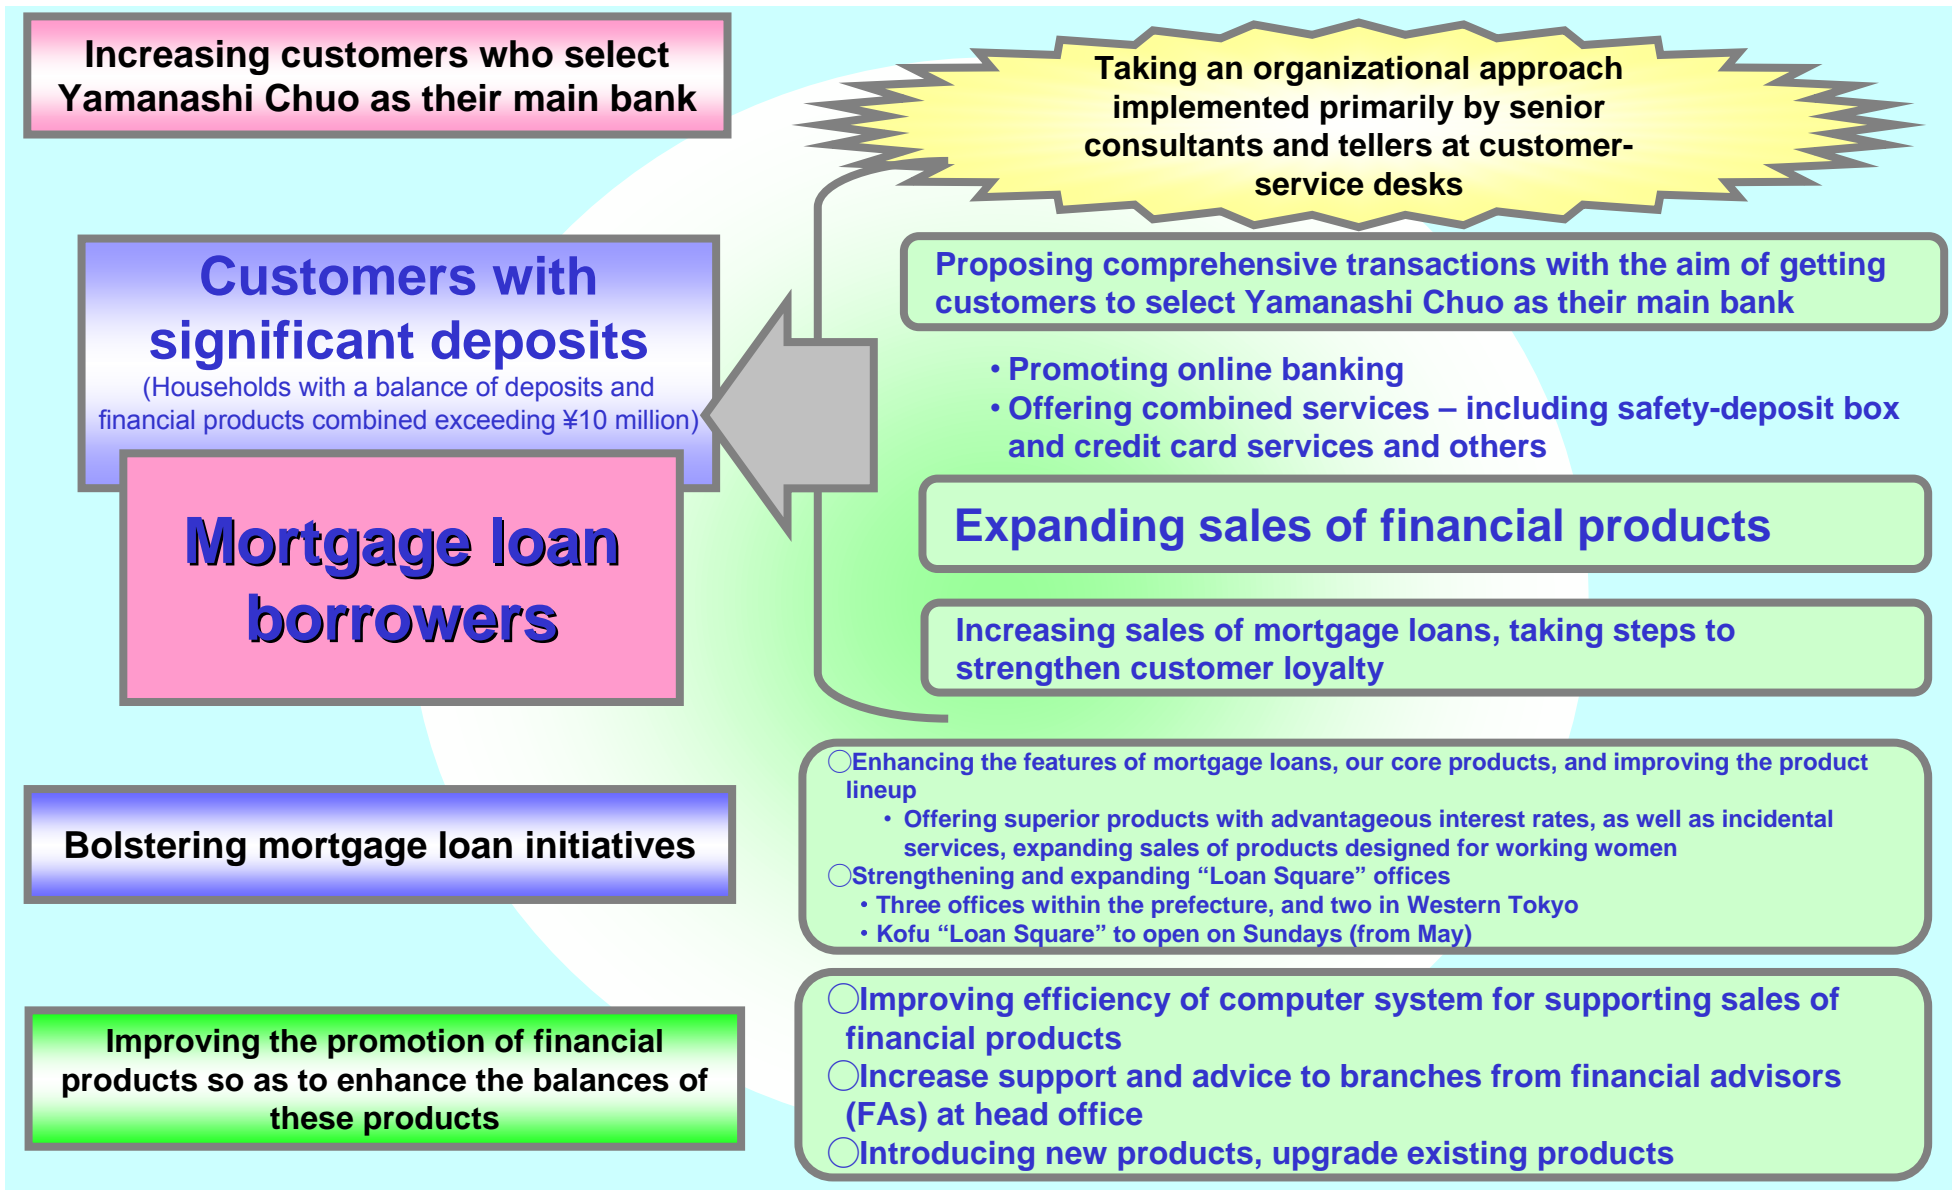 Increasing customers who select
Yamanashi Chuo as their main bank
Taking an organizational approach
implemented primarily by senior
consultants and tellers at customer-
service desks
Customers with
significant deposits
(Households with a balance of deposits and
financial products combined exceeding ¥10 million)
Mortgage loan
borrowers
Proposing comprehensive transactions with the aim of getting
customers to select Yamanashi Chuo as their main bank
・Promoting online banking
・Offering combined services – including safety-deposit box
and credit card services and others
Expanding sales of financial products
Increasing sales of mortgage loans, taking steps to
strengthen customer loyalty
Bolstering mortgage loan initiatives
○Enhancing the features of mortgage loans, our core products, and improving the product
lineup
・Offering superior products with advantageous interest rates, as well as incidental
services, expanding sales of products designed for working women
○Strengthening and expanding “Loan Square” offices
・Three offices within the prefecture, and two in Western Tokyo
・Kofu “Loan Square” to open on Sundays (from May)
Improving the promotion of financial
products so as to enhance the balances of
these products
○Improving efficiency of computer system for supporting sales of
financial products
○Increase support and advice to branches from financial advisors
(FAs) at head office
○Introducing new products, upgrade existing products